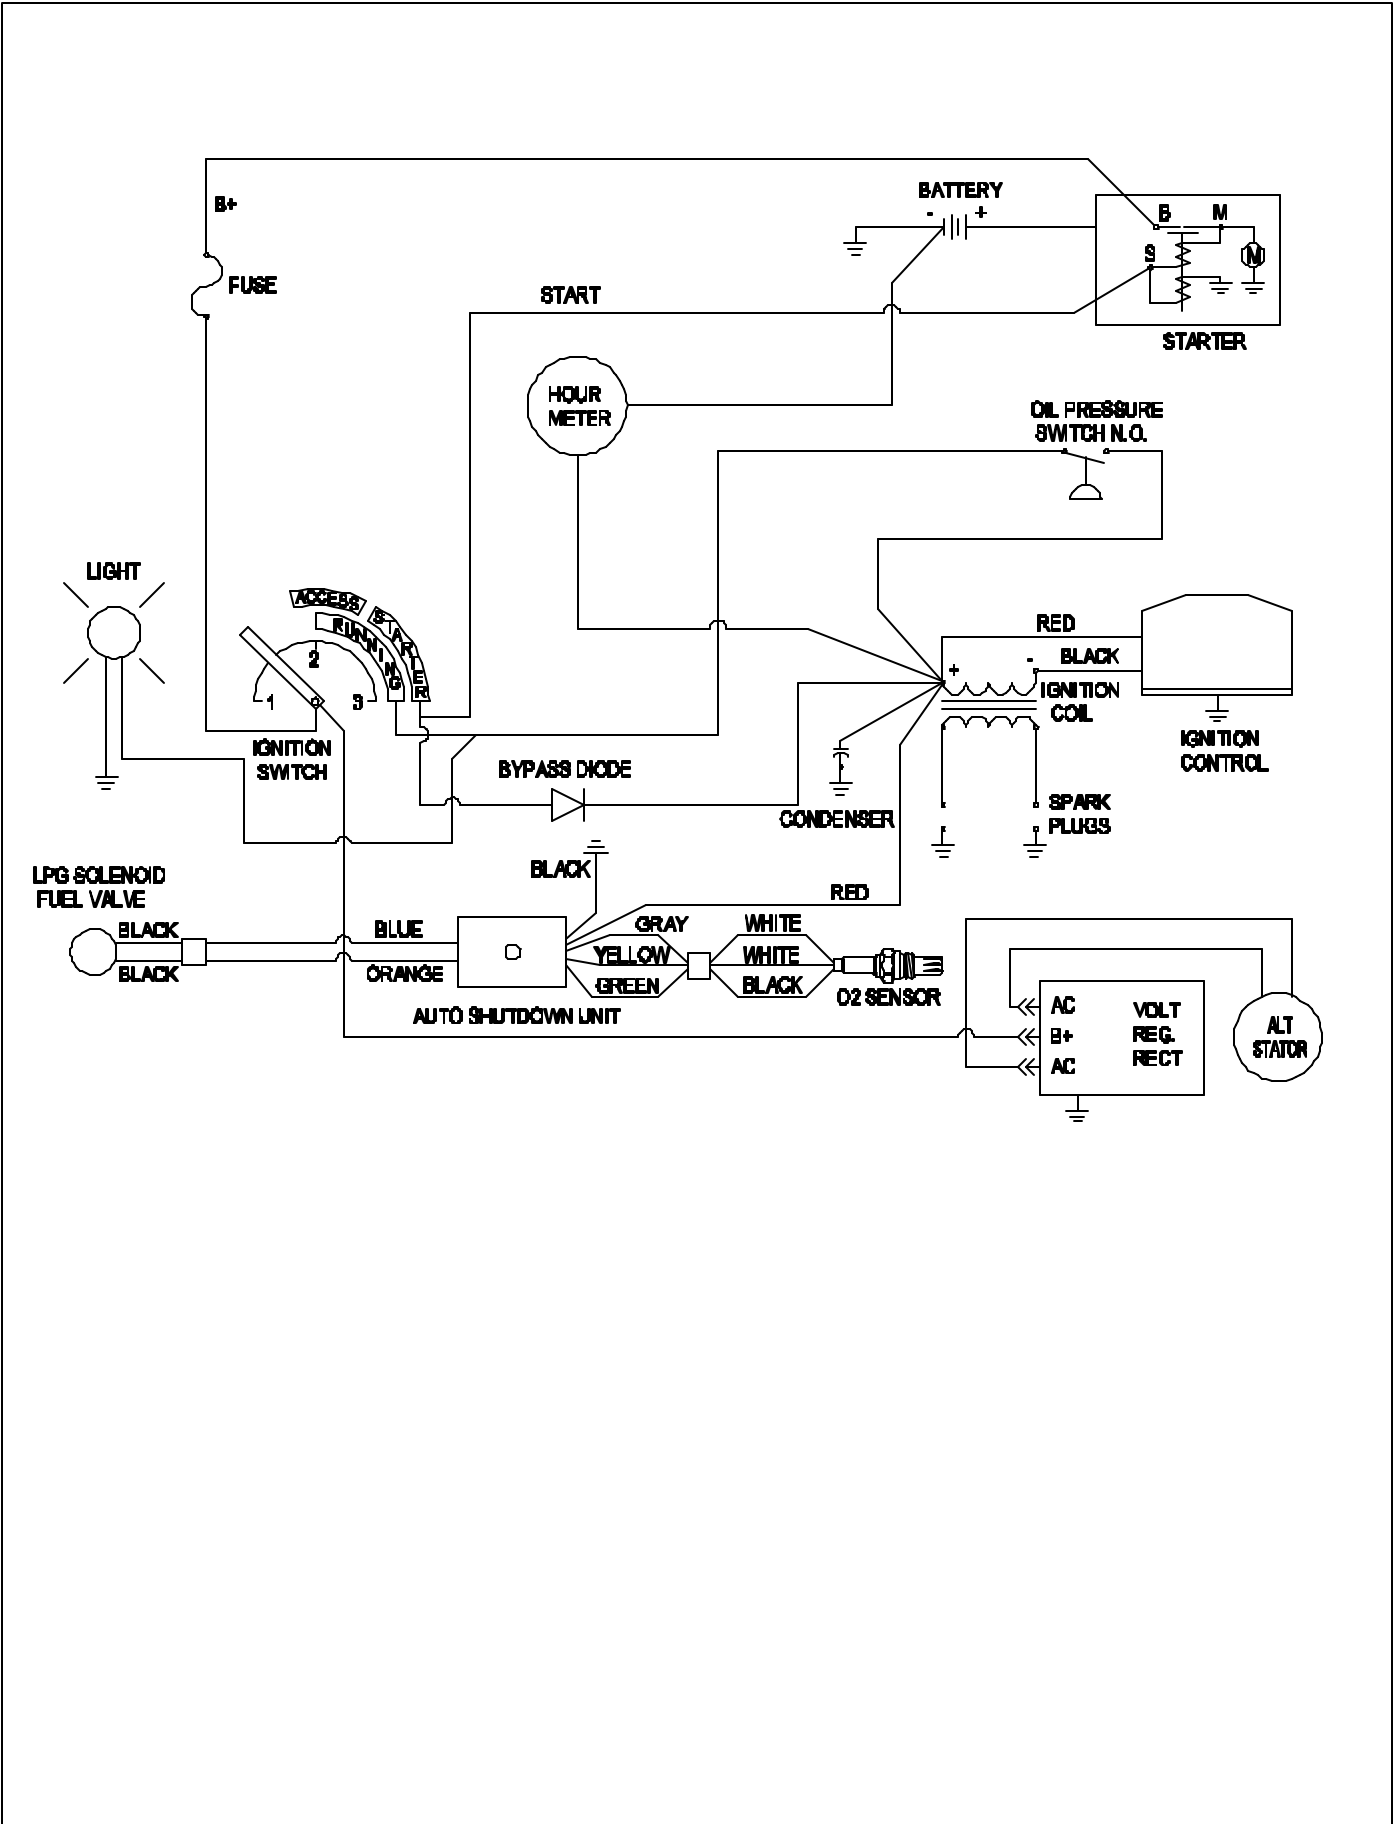 BATTERY
- +
B+
B M
S M
FUSE
START
STARTER
HOUR
METER
OIL PRESSURE
SWITCH N.O.
LIGHT
ACCESS STARTER
RUNNING
1 2 3
RED
+ -
BLACK
IGNITION
COIL
IGNITION
CONTROL
IGNITION
SWITCH
BYPASS DIODE
CONDENSER
SPARK
PLUGS
BLACK
RED
LPG SOLENOID
FUEL VALVE
BLACK
BLACK
BLUE
ORANGE
GRAY
YELLOW
GREEN
WHITE
WHITE
BLACK
O2 SENSOR
AUTO SHUTDOWN UNIT
AC
B+
AC
VOLT
REG.
RECT
ALT
STATOR